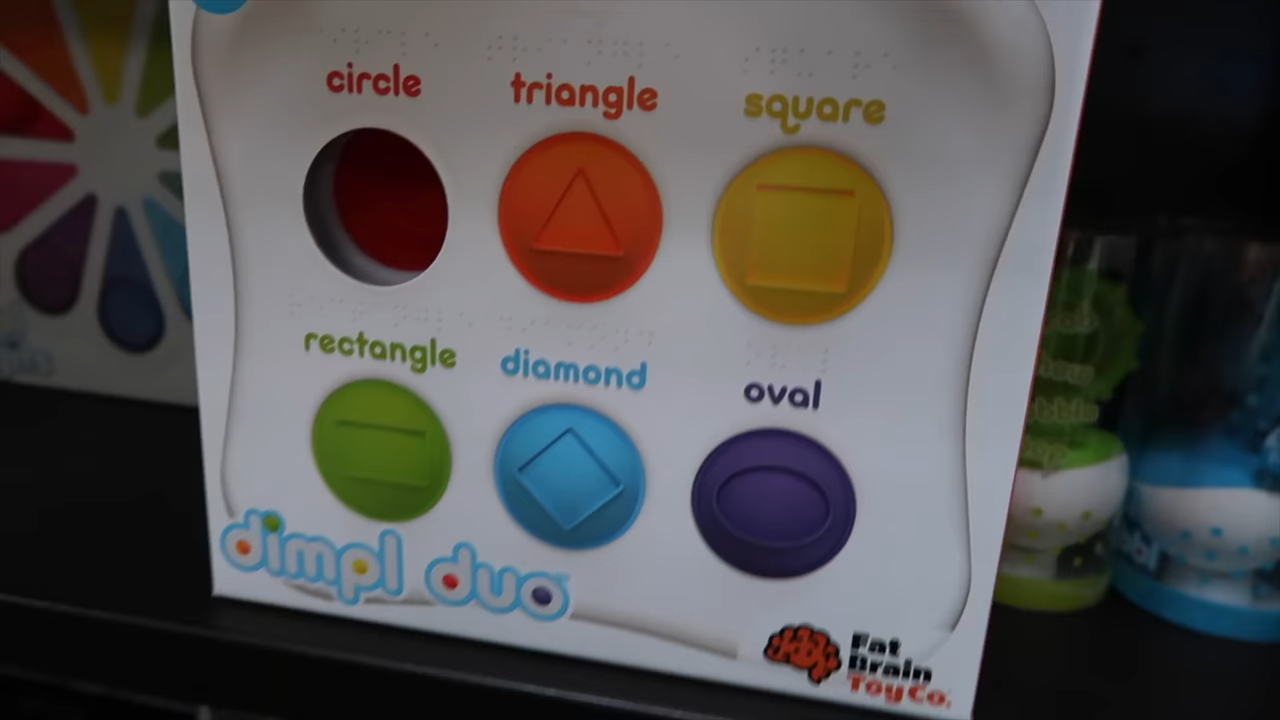 circle
triangle
square
rectangle
diamond
oval
dimpl duo
Fat
Brain
Toy Co.